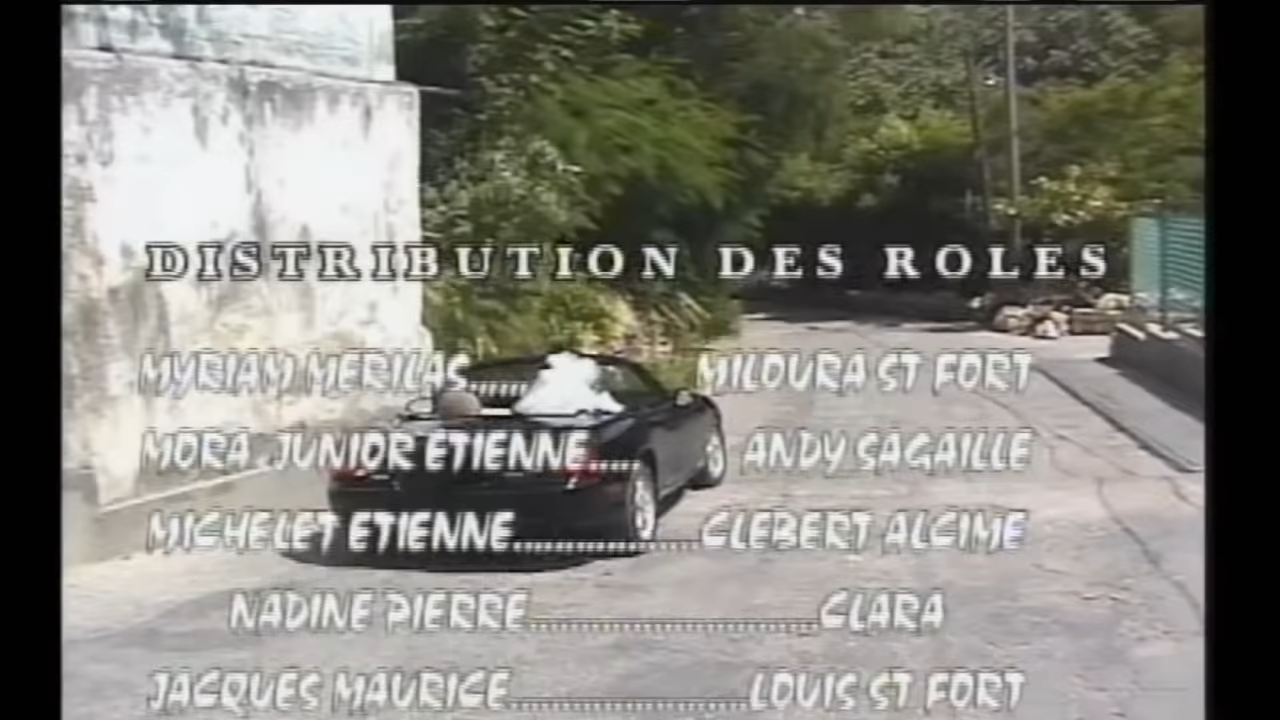 DISTRIBUTION DES ROLES
MYRIAM MERILAS......MILOURA ST FORT
MORA JUNIOR ETIENNE..... ANDY SAGAILLE
MICHELET ETIENNE....................CLEBERT ALCIME
NADINE PIERRE..............................CLARA
JACQUES MAURICE.........................LOUIS ST FORT